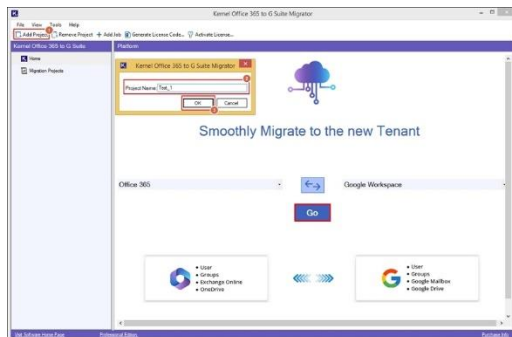 Kernel Office 365 to G Suite Migrator
File View Tools Help
Add Project Remove Project Add Job Generate License Code... Activate License...
Kernel Office 365 to G Suite
Platform
Home
Migration Projects
Kernel Office 365 to G Suite Migrator
Project Name: Test_1
OK Cancel
Smoothly Migrate to the new Tenant
Office 365
Google Workspace
Go
User
Groups
Exchange Online
OneDrive
User
Groups
Google Mailbox
Google Drive
Visit Software Home Page
Professional Edition
Purchase Info